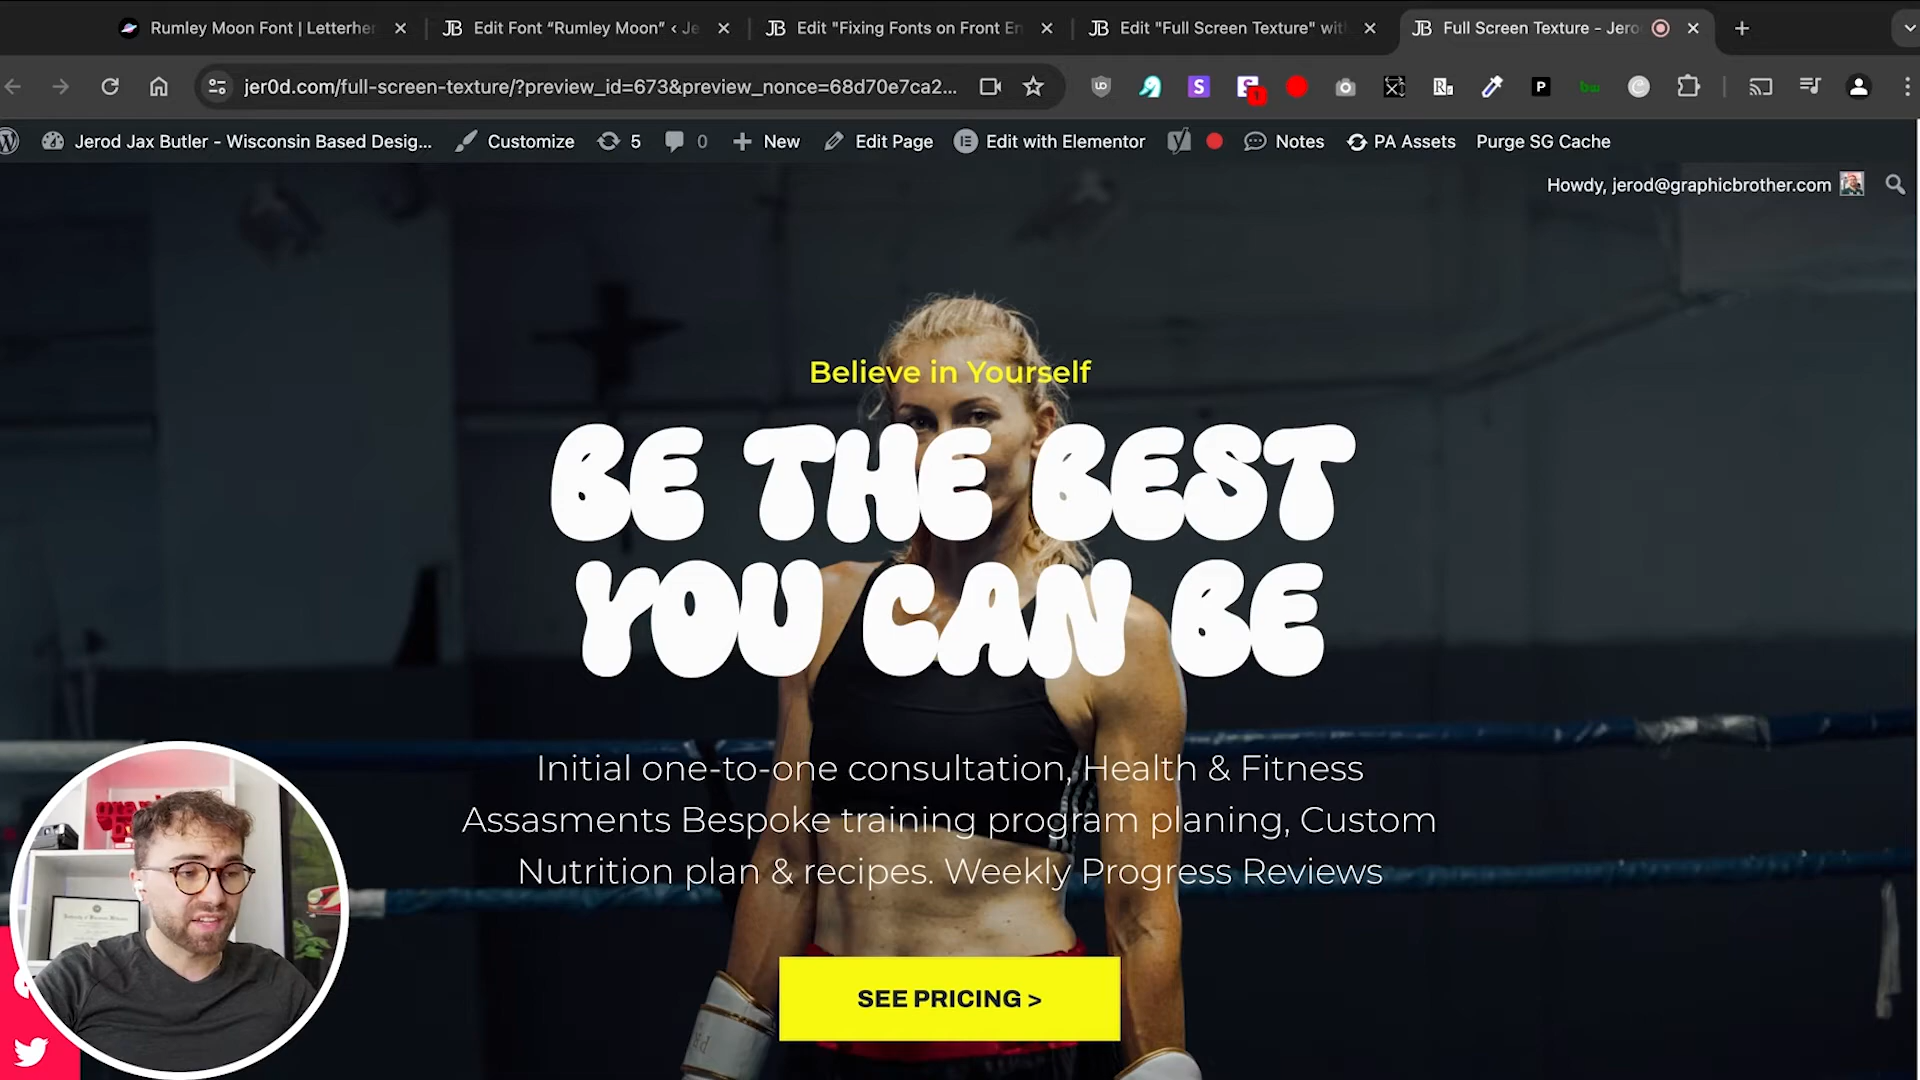 Rumley Moon Font | Letterher
Edit Font “Rumley Moon” ‹ Je
Edit "Fixing Fonts on Front En
Edit "Full Screen Texture" with
Full Screen Texture - Jero
jer0d.com/full-screen-texture/?preview_id=673&preview_nonce=68d70e7ca2...
Jerod Jax Butler - Wisconsin Based Desig... Customize 5 0 New Edit Page Edit with Elementor Notes PA Assets Purge SG Cache
Howdy, jerod@graphicbrother.com
Believe in Yourself
BE THE BEST
YOU CAN BE
Initial one-to-one consultation, Health & Fitness
Assasments Bespoke training program planing, Custom
Nutrition plan & recipes. Weekly Progress Reviews
SEE PRICING >